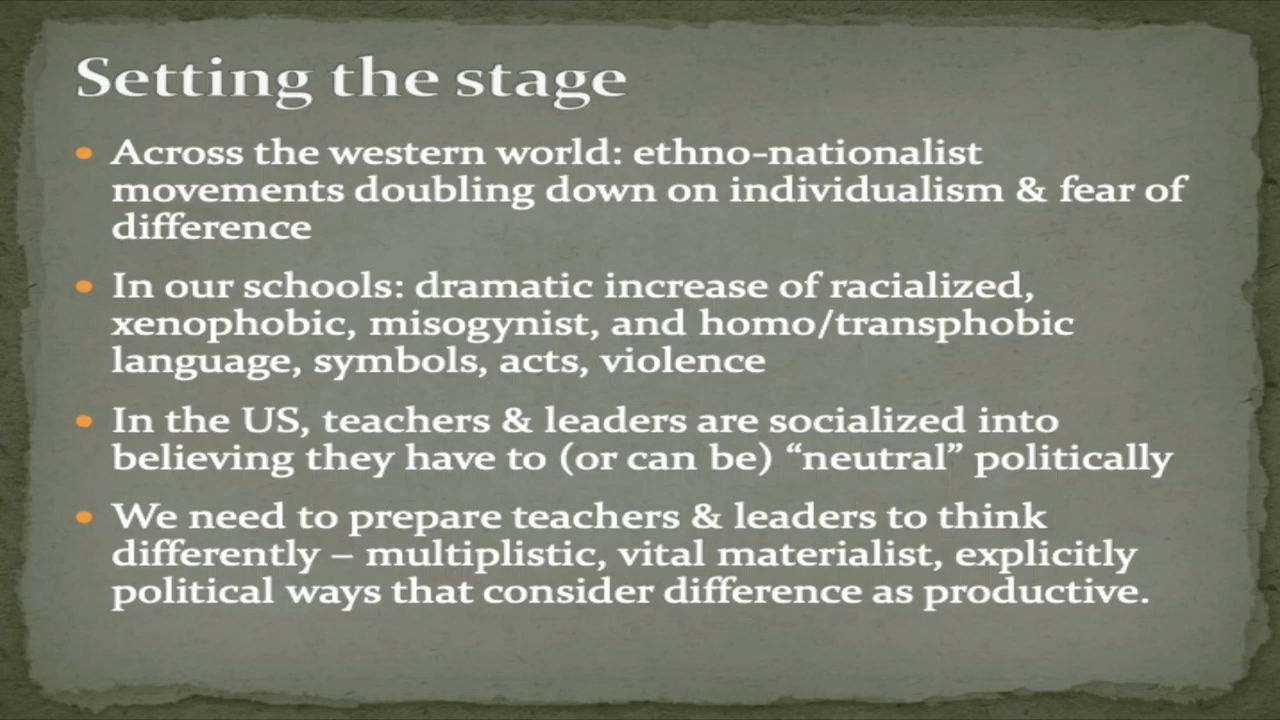 Setting the stage
• Across the western world: ethno-nationalist
movements doubling down on individualism & fear of
difference
• In our schools: dramatic increase of racialized,
xenophobic, misogynist, and homo/transphobic
language, symbols, acts, violence
• In the US, teachers & leaders are socialized into
believing they have to (or can be) “neutral” politically
• We need to prepare teachers & leaders to think
differently – multiplistic, vital materialist, explicitly
political ways that consider difference as productive.